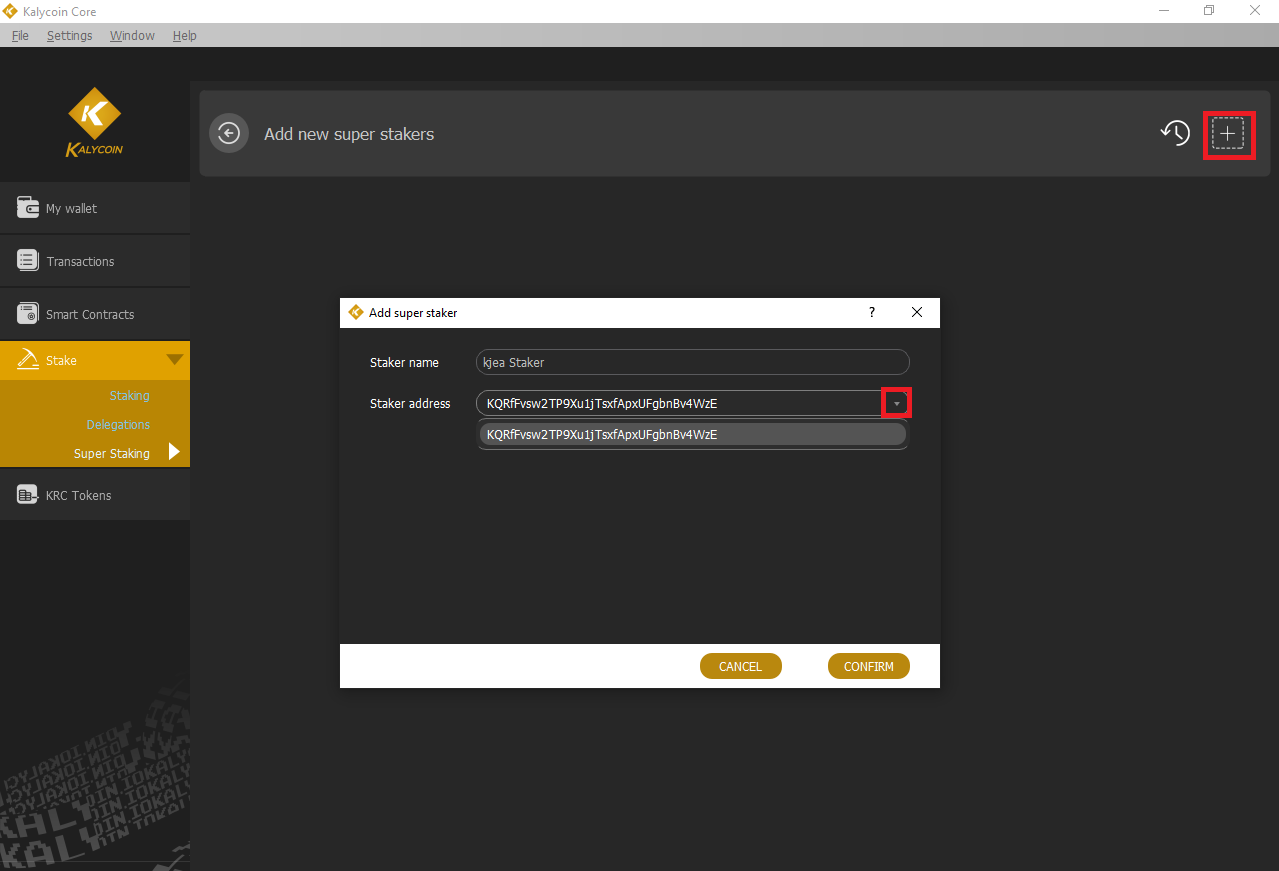 Kalycoin Core
File Settings Window Help
KALYCOIN
Add new super stakers
My wallet
Transactions
Smart Contracts
Stake
Staking
Delegations
Super Staking
KRC Tokens
Add super staker
?
Staker name
kjea Staker
Staker address
KQRfFvsw2TP9Xu1jTsxfApxUFgbnBv4WzE
KQRfFvsw2TP9Xu1jTsxfApxUFgbnBv4WzE
CANCEL CONFIRM